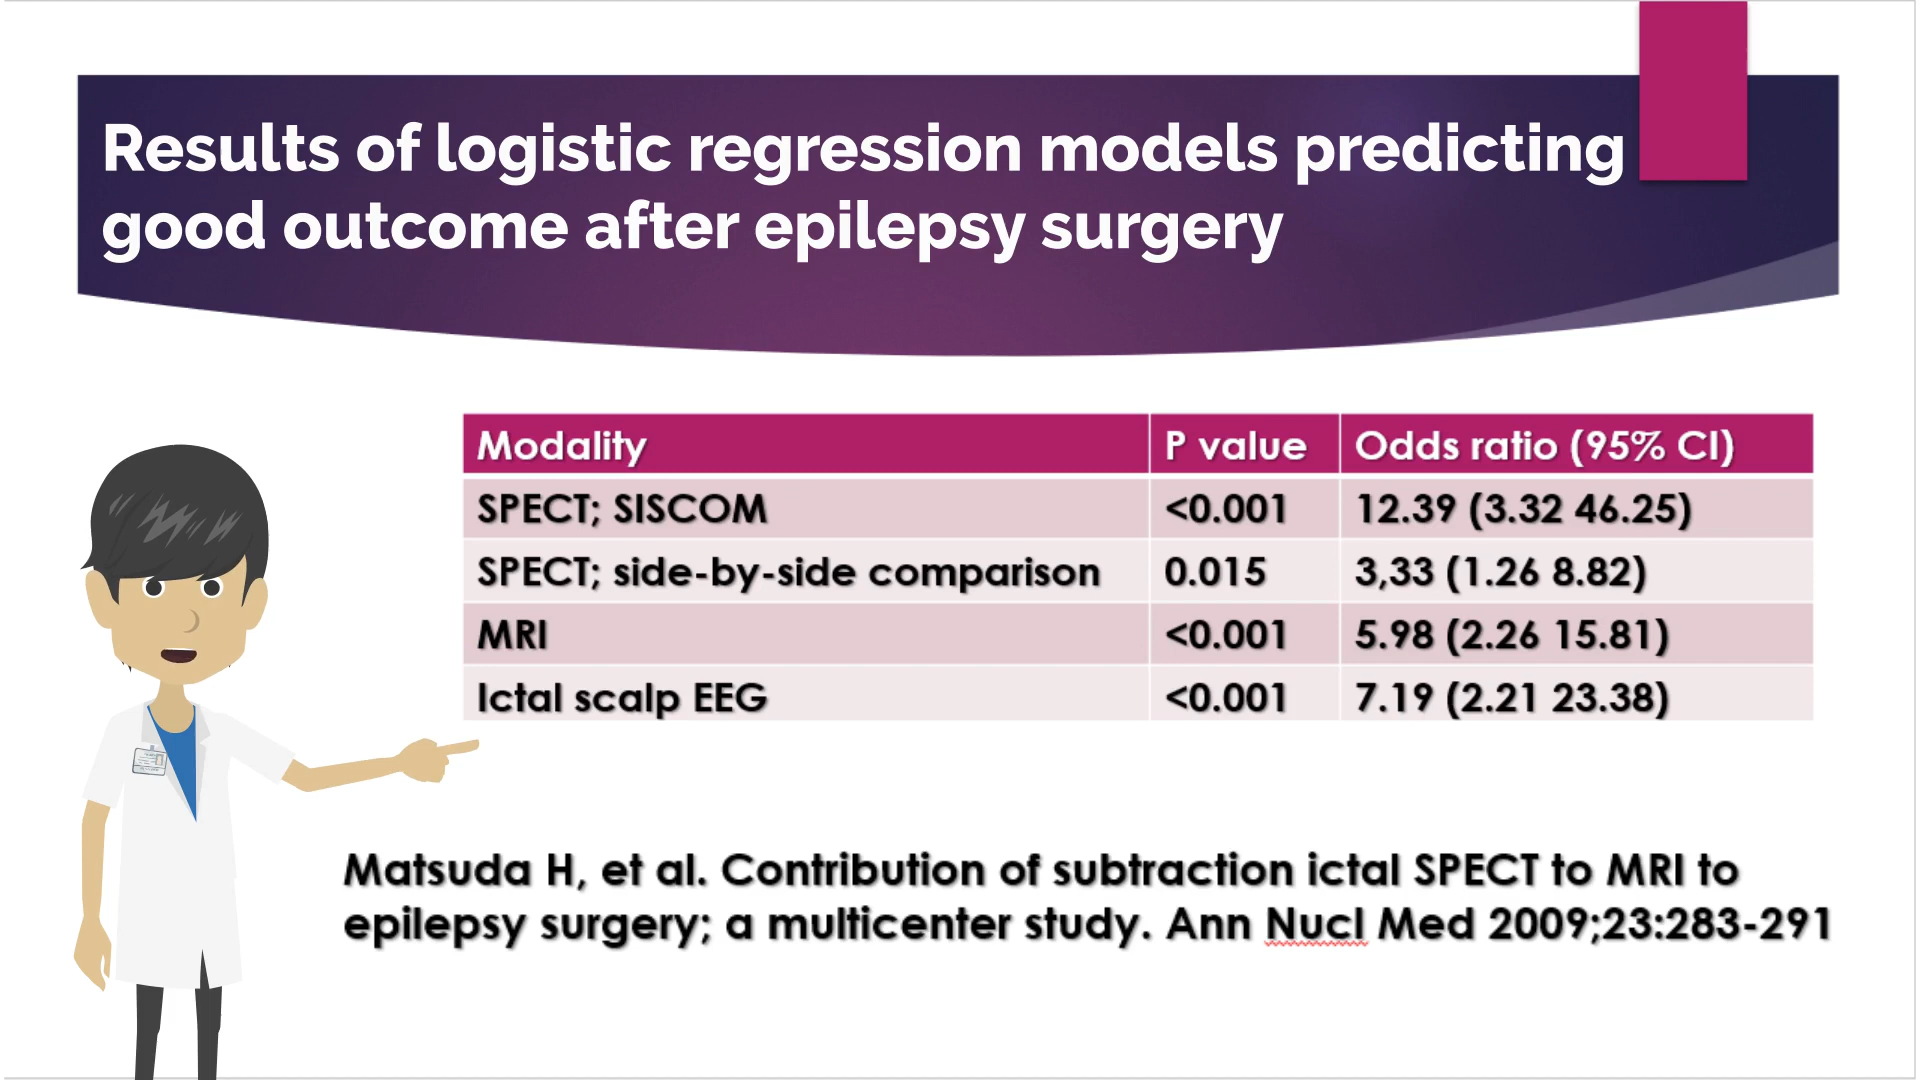 Results of logistic regression models predicting
good outcome after epilepsy surgery
Modality P value Odds ratio (95% CI)
SPECT; SISCOM <0.001 12.39 (3.32 46.25)
SPECT; side-by-side comparison 0.015 3,33 (1.26 8.82)
MRI <0.001 5.98 (2.26 15.81)
Ictal scalp EEG <0.001 7.19 (2.21 23.38)
Matsuda H, et al. Contribution of subtraction ictal SPECT to MRI to
epilepsy surgery; a multicenter study. Ann Nucl Med 2009;23:283-291